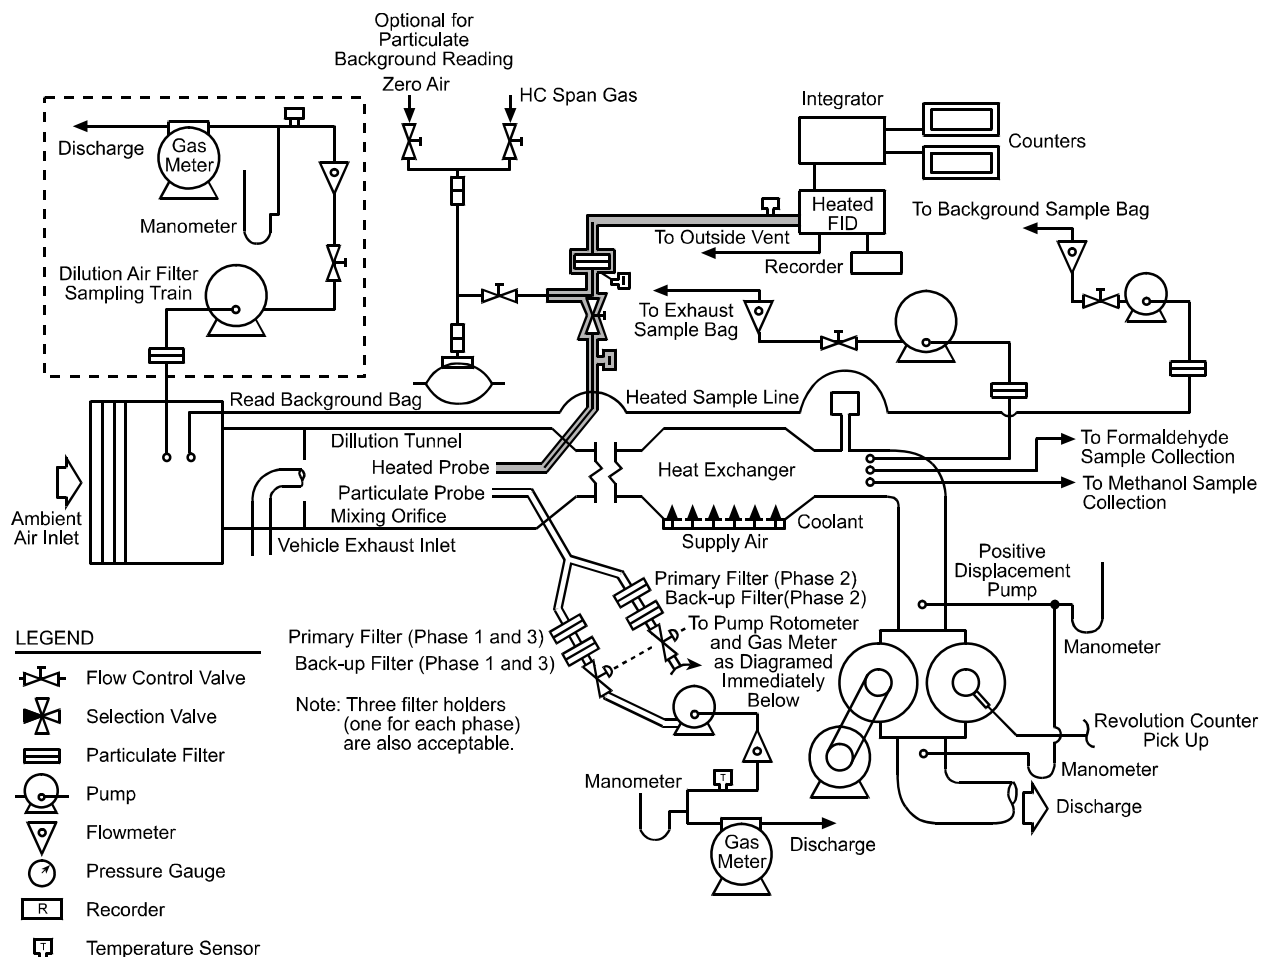 Optional for
Particulate
Background Reading
Zero Air
HC Span Gas
Integrator
Counters
Discharge
Gas
Meter
Manometer
Heated
FID
To Background Sample Bag
To Outside Vent
Recorder
Dilution Air Filter
Sampling Train
To Exhaust
Sample Bag
Read Background Bag
Heated Sample Line
Dillution Tunnel
Heated Probe
Heat Exchanger
To Formaldehyde
Sample Collection
Particulate Probe
To Methanol Sample
Collection
Mixing Orifice
Ambient
Air Inlet
Coolant
Supply Air
Vehicle Exhaust Inlet
Positive
Displacement
Pump
Primary Filter (Phase 2)
Back-up Filter(Phase 2)
To Pump Rotometer
and Gas Meter
as Diagramed
Immediately
Below
Manometer
Primary Filter (Phase 1 and 3)
Back-up Filter (Phase 1 and 3)
Note: Three filter holders
(one for each phase)
are also acceptable.
Revolution Counter
Pick Up
Manometer
Manometer
T
Discharge
Gas
Meter
Discharge
LEGEND
Flow Control Valve
Selection Valve
Particulate Filter
Pump
Flowmeter
Pressure Gauge
R
Recorder
T
Temperature Sensor